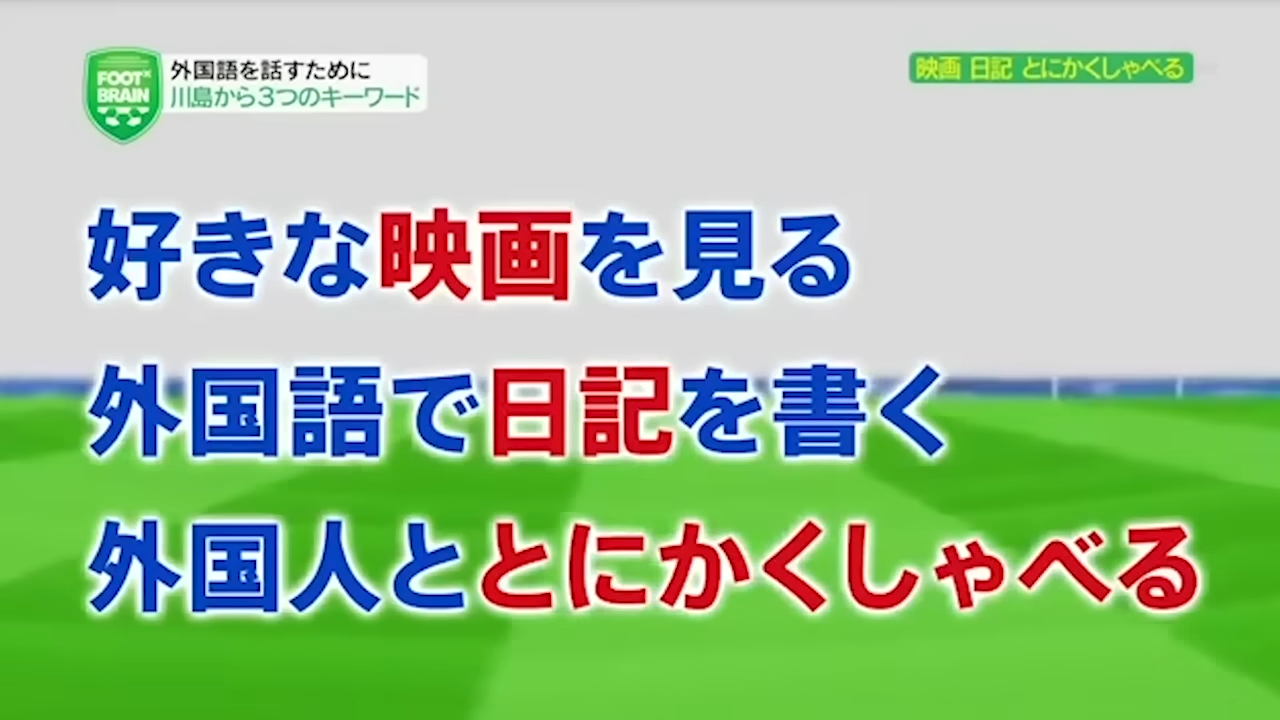 FOOT×
BRAIN
外国語を話すために
川島から3つのキーワード
映画 日記 とにかくしゃべる
好きな映画を見る
外国語で日記を書く
外国人ととにかくしゃべる